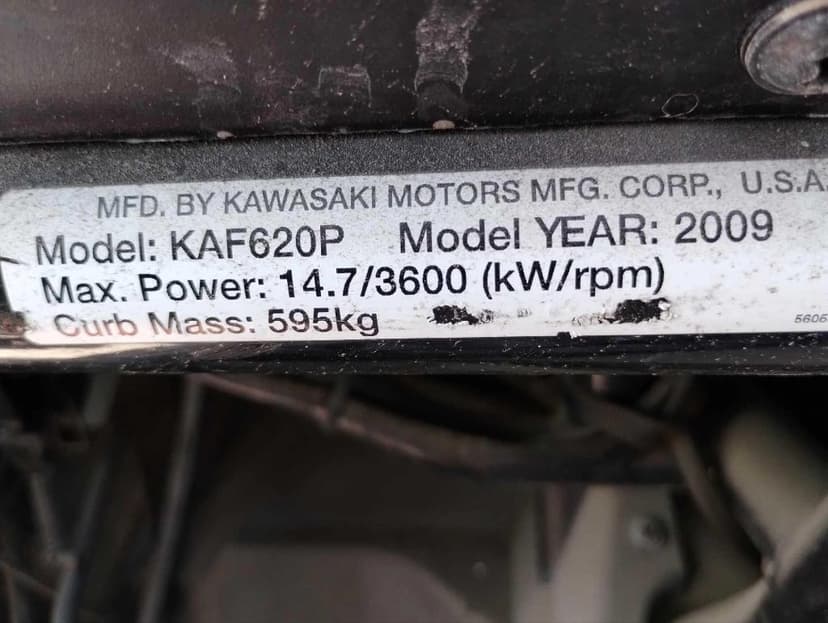 MFD. BY KAWASAKI MOTORS MFG. CORP., U.S.A.
Model: KAF620P Model YEAR: 2009
Max. Power: 14.7/3600 (kW/rpm)
Curb Mass: 595kg